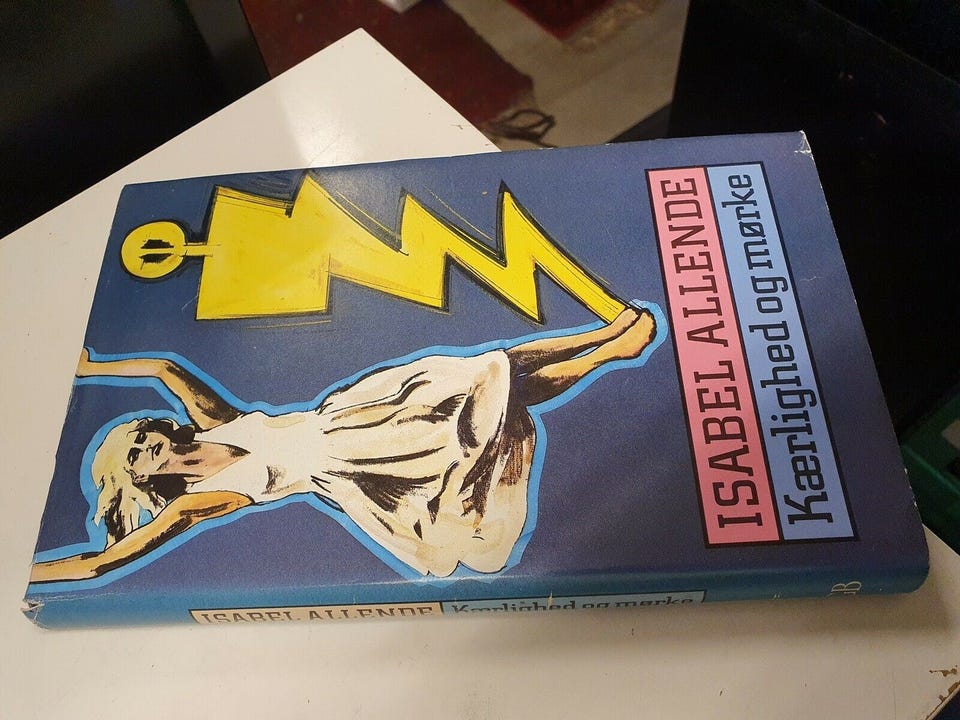 ISABEL ALLENDE
Kærlighed og mørke
ISABEL ALLENDE Kærlighed og mørke